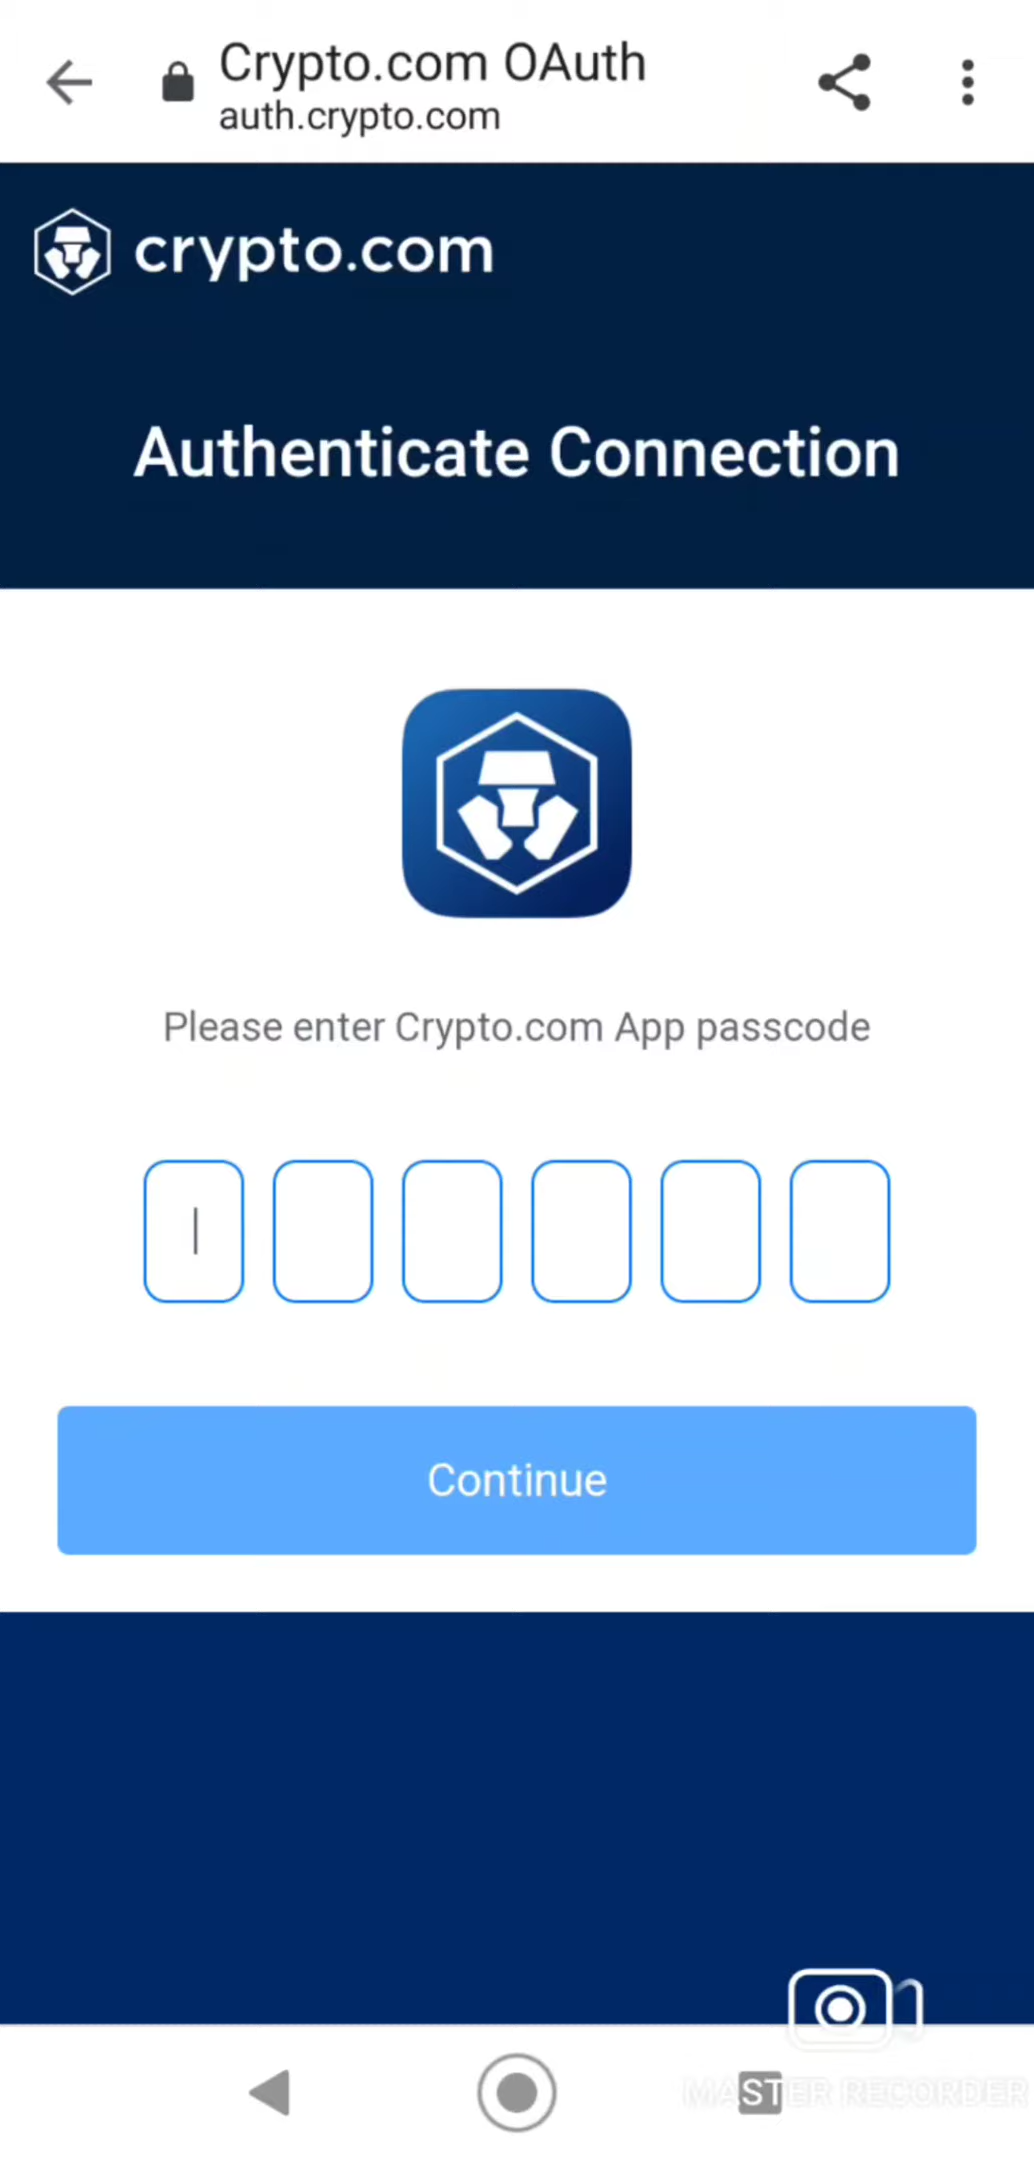 Crypto.com OAuth
auth.crypto.com
crypto.com
Authenticate Connection
Please enter Crypto.com App passcode
Continue
MASTER RECORDER